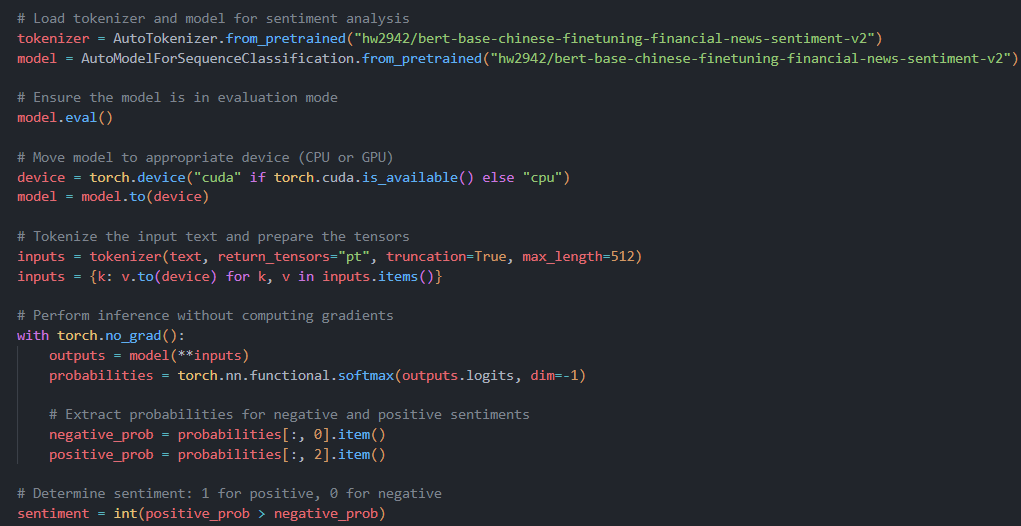 # Load tokenizer and model for sentiment analysis
tokenizer = AutoTokenizer.from_pretrained("hw2942/bert-base-chinese-finetuning-financial-news-sentiment-v2")
model = AutoModelForSequenceClassification.from_pretrained("hw2942/bert-base-chinese-finetuning-financial-news-sentiment-v2")
# Ensure the model is in evaluation mode
model.eval()
# Move model to appropriate device (CPU or GPU)
device = torch.device("cuda" if torch.cuda.is_available() else "cpu")
model = model.to(device)
# Tokenize the input text and prepare the tensors
inputs = tokenizer(text, return_tensors="pt", truncation=True, max_length=512)
inputs = {k: v.to(device) for k, v in inputs.items()}
# Perform inference without computing gradients
with torch.no_grad():
    outputs = model(**inputs)
    probabilities = torch.nn.functional.softmax(outputs.logits, dim=-1)
    # Extract probabilities for negative and positive sentiments
    negative_prob = probabilities[:, 0].item()
    positive_prob = probabilities[:, 2].item()
# Determine sentiment: 1 for positive, 0 for negative
sentiment = int(positive_prob > negative_prob)